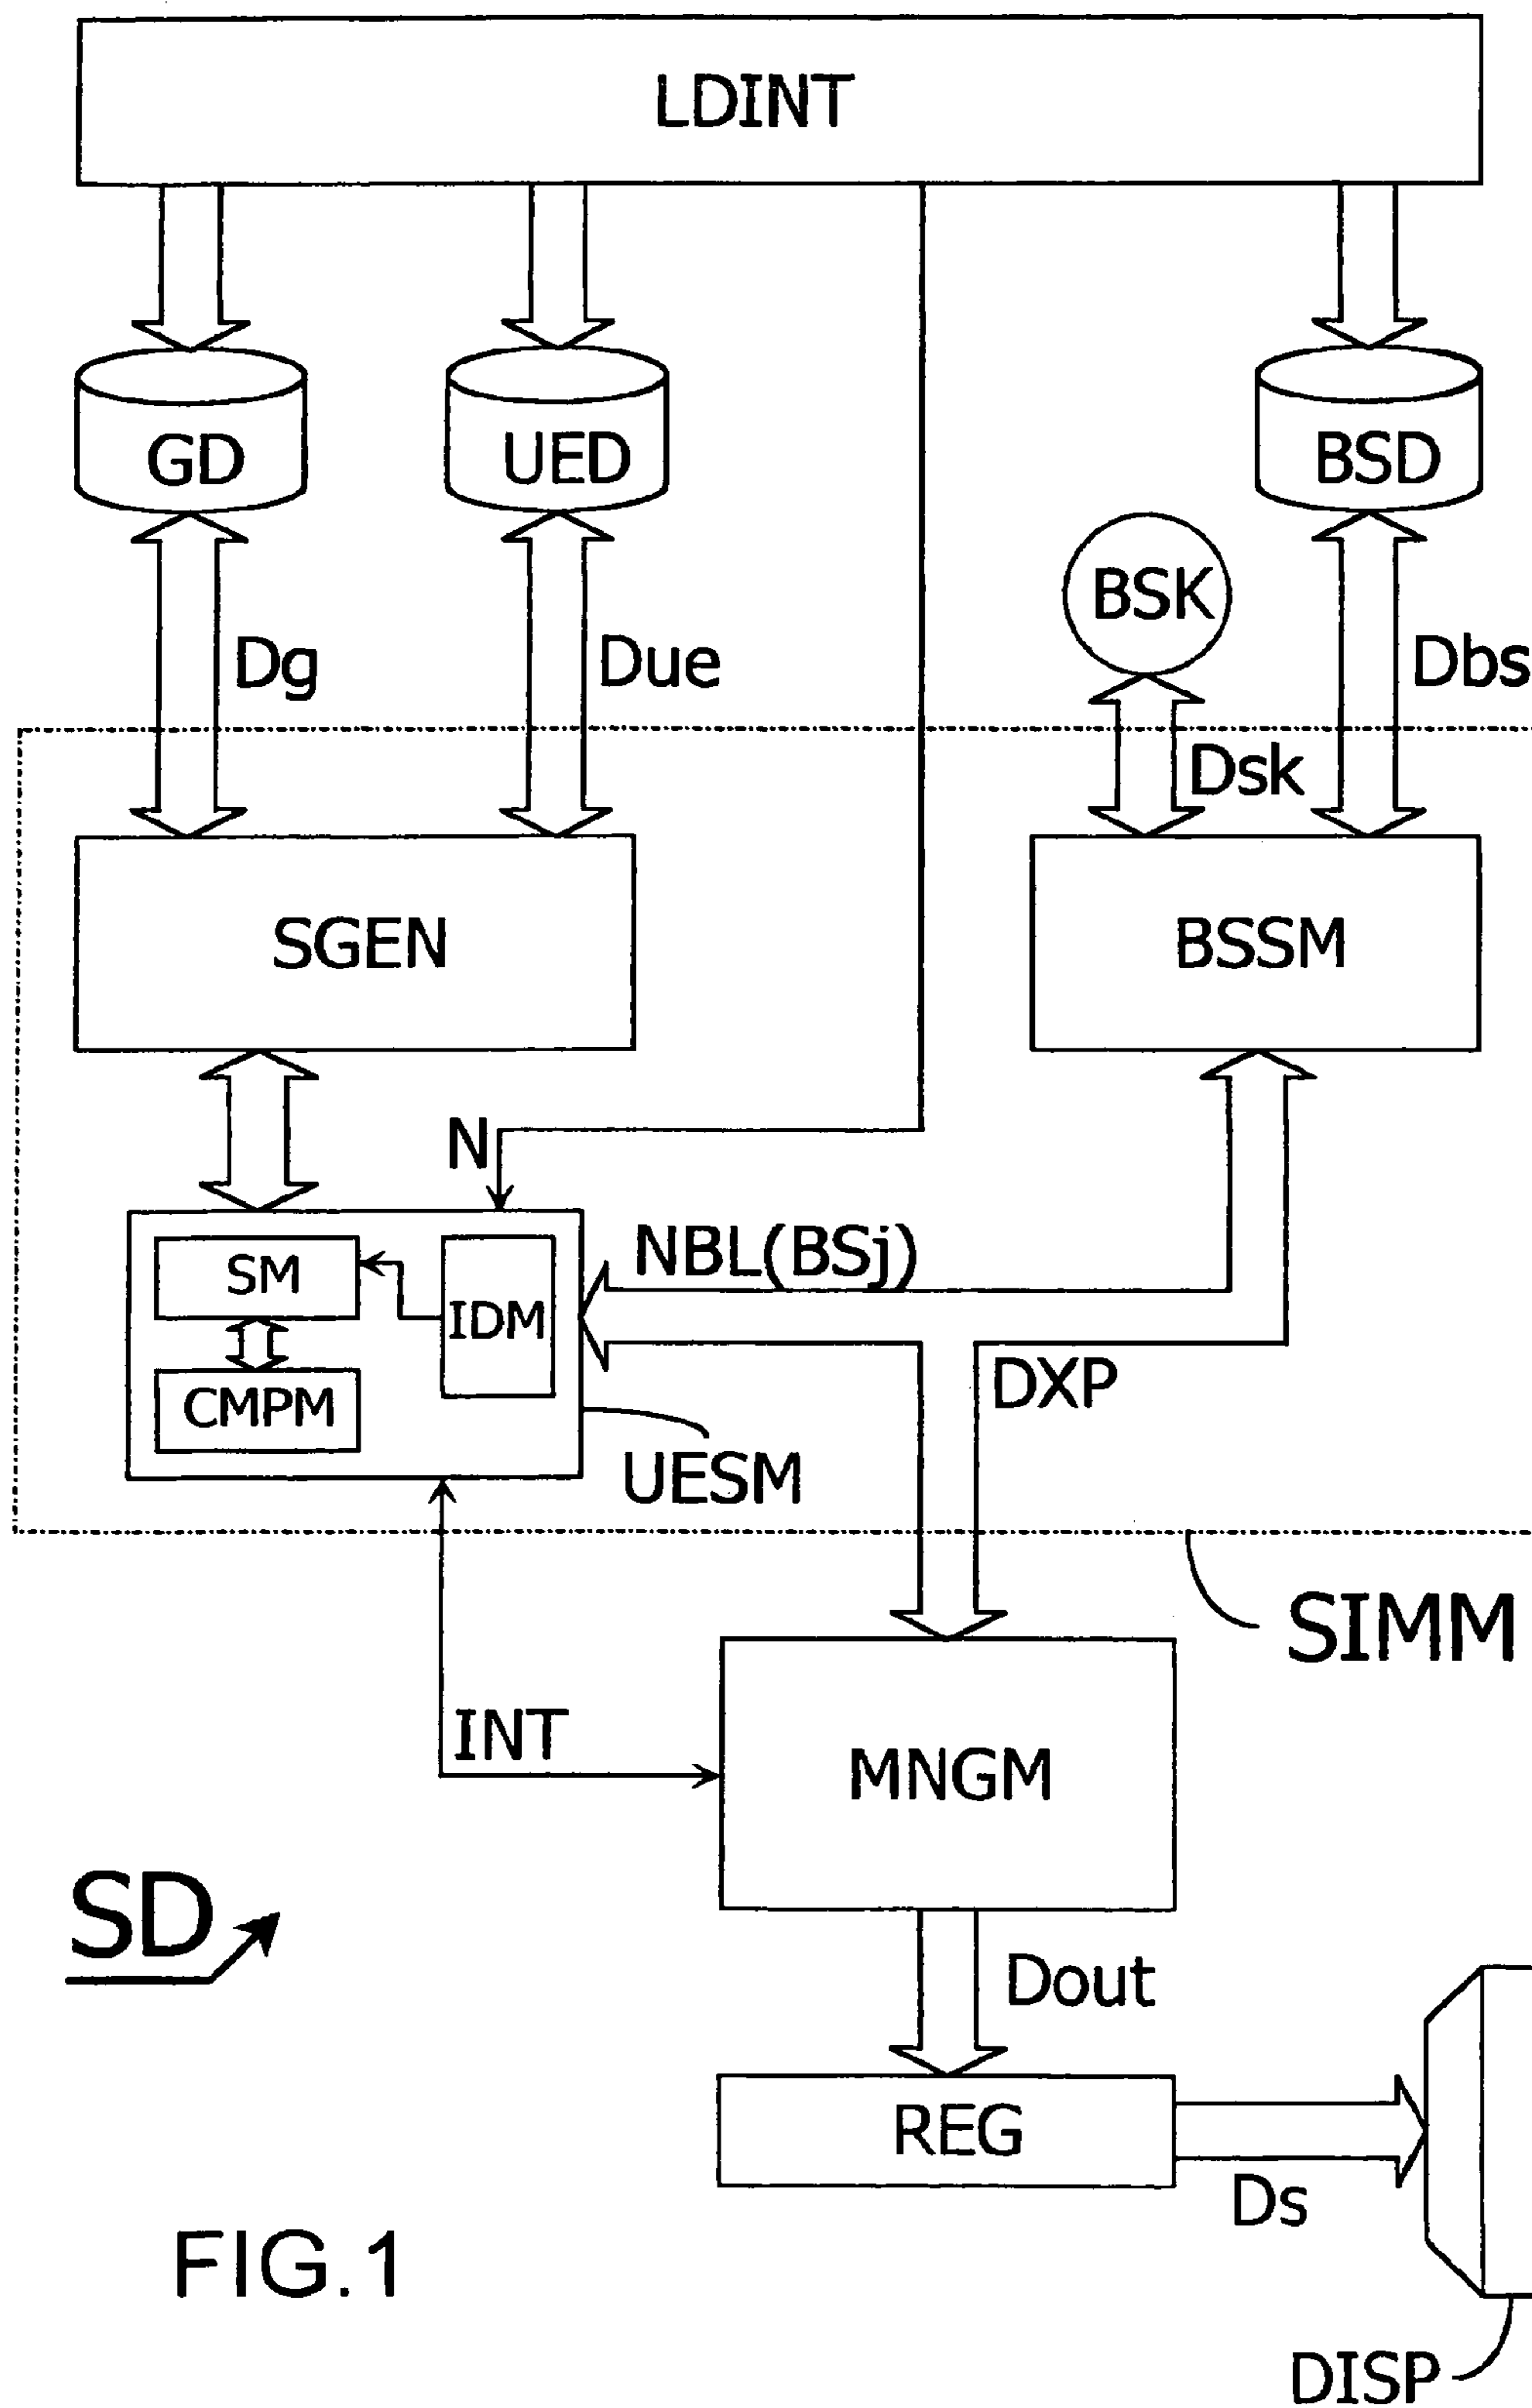 LDINT
GD
UED
BSD
BSK
Dg
Due
Dbs
Dsk
SGEN
BSSM
N
NBL(BSj)
SM
IDM
DXP
CMPM
UESM
SIMM
INT
MNGM
SD
Dout
REG
Ds
FIG.1
DISP